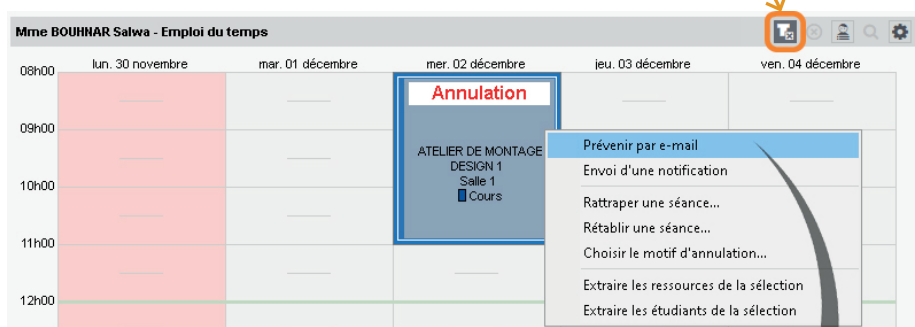 Mme BOUHNAR Salwa - Emploi du temps
lun. 30 novembre mar. 01 décembre mer. 02 décembre jeu. 03 décembre ven. 04 décembre
08h00
Annulation
09h00
ATELIER DE MONTAGE
DESIGN 1
Salle 1
Cours
10h00
11h00
12h00
Prévenir par e-mail
Envoi d'une notification
Rattraper une séance...
Rétablir une séance...
Choisir le motif d'annulation...
Extraire les ressources de la sélection
Extraire les étudiants de la sélection